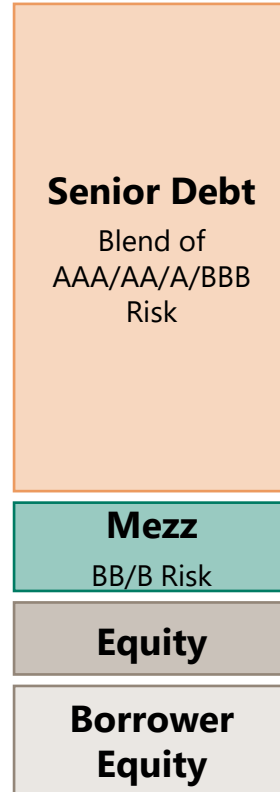 Senior Debt
Blend of
AAA/AA/A/BBB
Risk
Mezz
BB/B Risk
Equity
Borrower
Equity